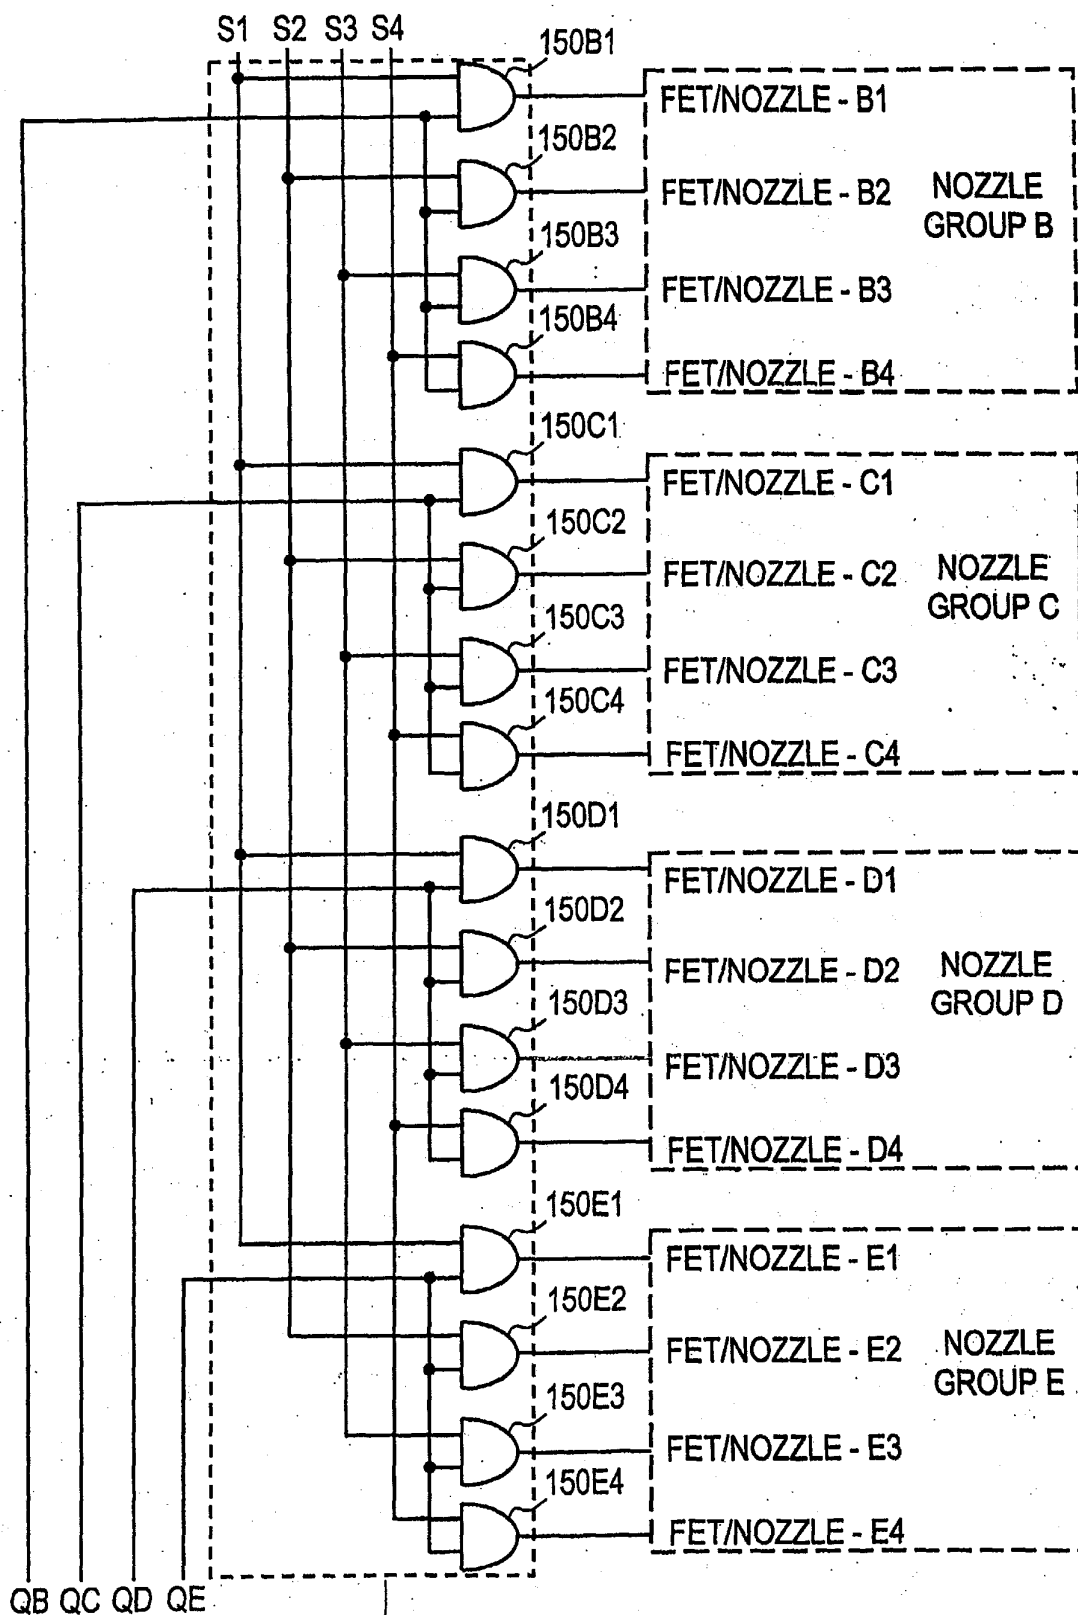 S1 S2 S3 S4
150B1
FET/NOZZLE - B1
150B2
FET/NOZZLE - B2
NOZZLE
GROUP B
150B3
FET/NOZZLE - B3
150B4
FET/NOZZLE - B4
150C1
FET/NOZZLE - C1
150C2
FET/NOZZLE - C2
NOZZLE
GROUP C
150C3
FET/NOZZLE - C3
150C4
FET/NOZZLE - C4
150D1
FET/NOZZLE - D1
150D2
FET/NOZZLE - D2
NOZZLE
GROUP D
150D3
FET/NOZZLE - D3
150D4
FET/NOZZLE - D4
150E1
FET/NOZZLE - E1
150E2
FET/NOZZLE - E2
NOZZLE
GROUP E
150E3
FET/NOZZLE - E3
150E4
FET/NOZZLE - E4
QB QC QD QE